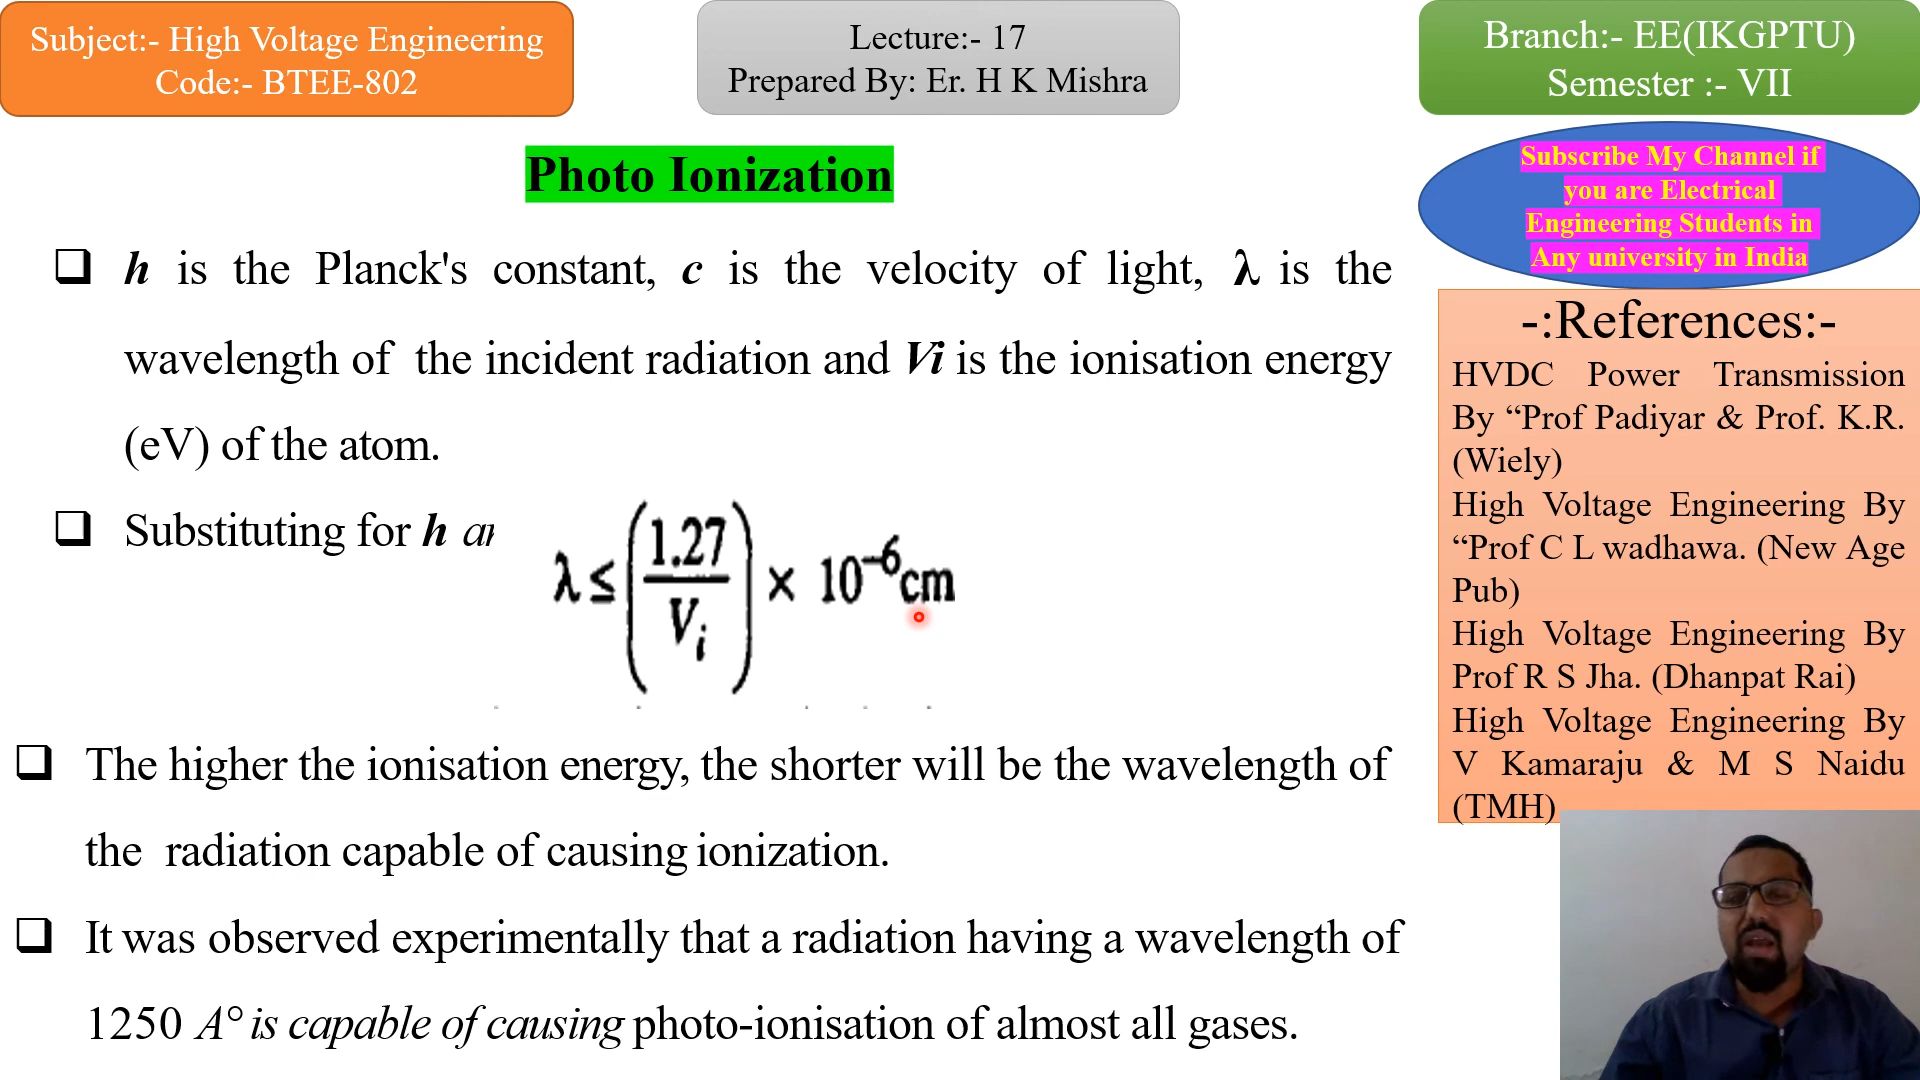 Subject:- High Voltage Engineering
Code:- BTEE-802
Lecture:- 17
Prepared By: Er. H K Mishra
Branch:- EE(IKGPTU)
Semester :- VII
Subscribe My Channel if
you are Electrical
Engineering Students in
Any university in India
Photo Ionization
h is the Planck's constant, c is the velocity of light, λ is the
wavelength of the incident radiation and Vi is the ionisation energy
(eV) of the atom.
Substituting for h
λ ≤ (1.27 / V_i) × 10^-6 cm
The higher the ionisation energy, the shorter will be the wavelength of
the radiation capable of causing ionization.
It was observed experimentally that a radiation having a wavelength of
1250 A° is capable of causing photo-ionisation of almost all gases.
-:References:-
HVDC Power Transmission
By “Prof Padiyar & Prof. K.R.
(Wiely)
High Voltage Engineering By
“Prof C L wadhawa. (New Age
Pub)
High Voltage Engineering By
Prof R S Jha. (Dhanpat Rai)
High Voltage Engineering By
V Kamaraju & M S Naidu
(TMH)